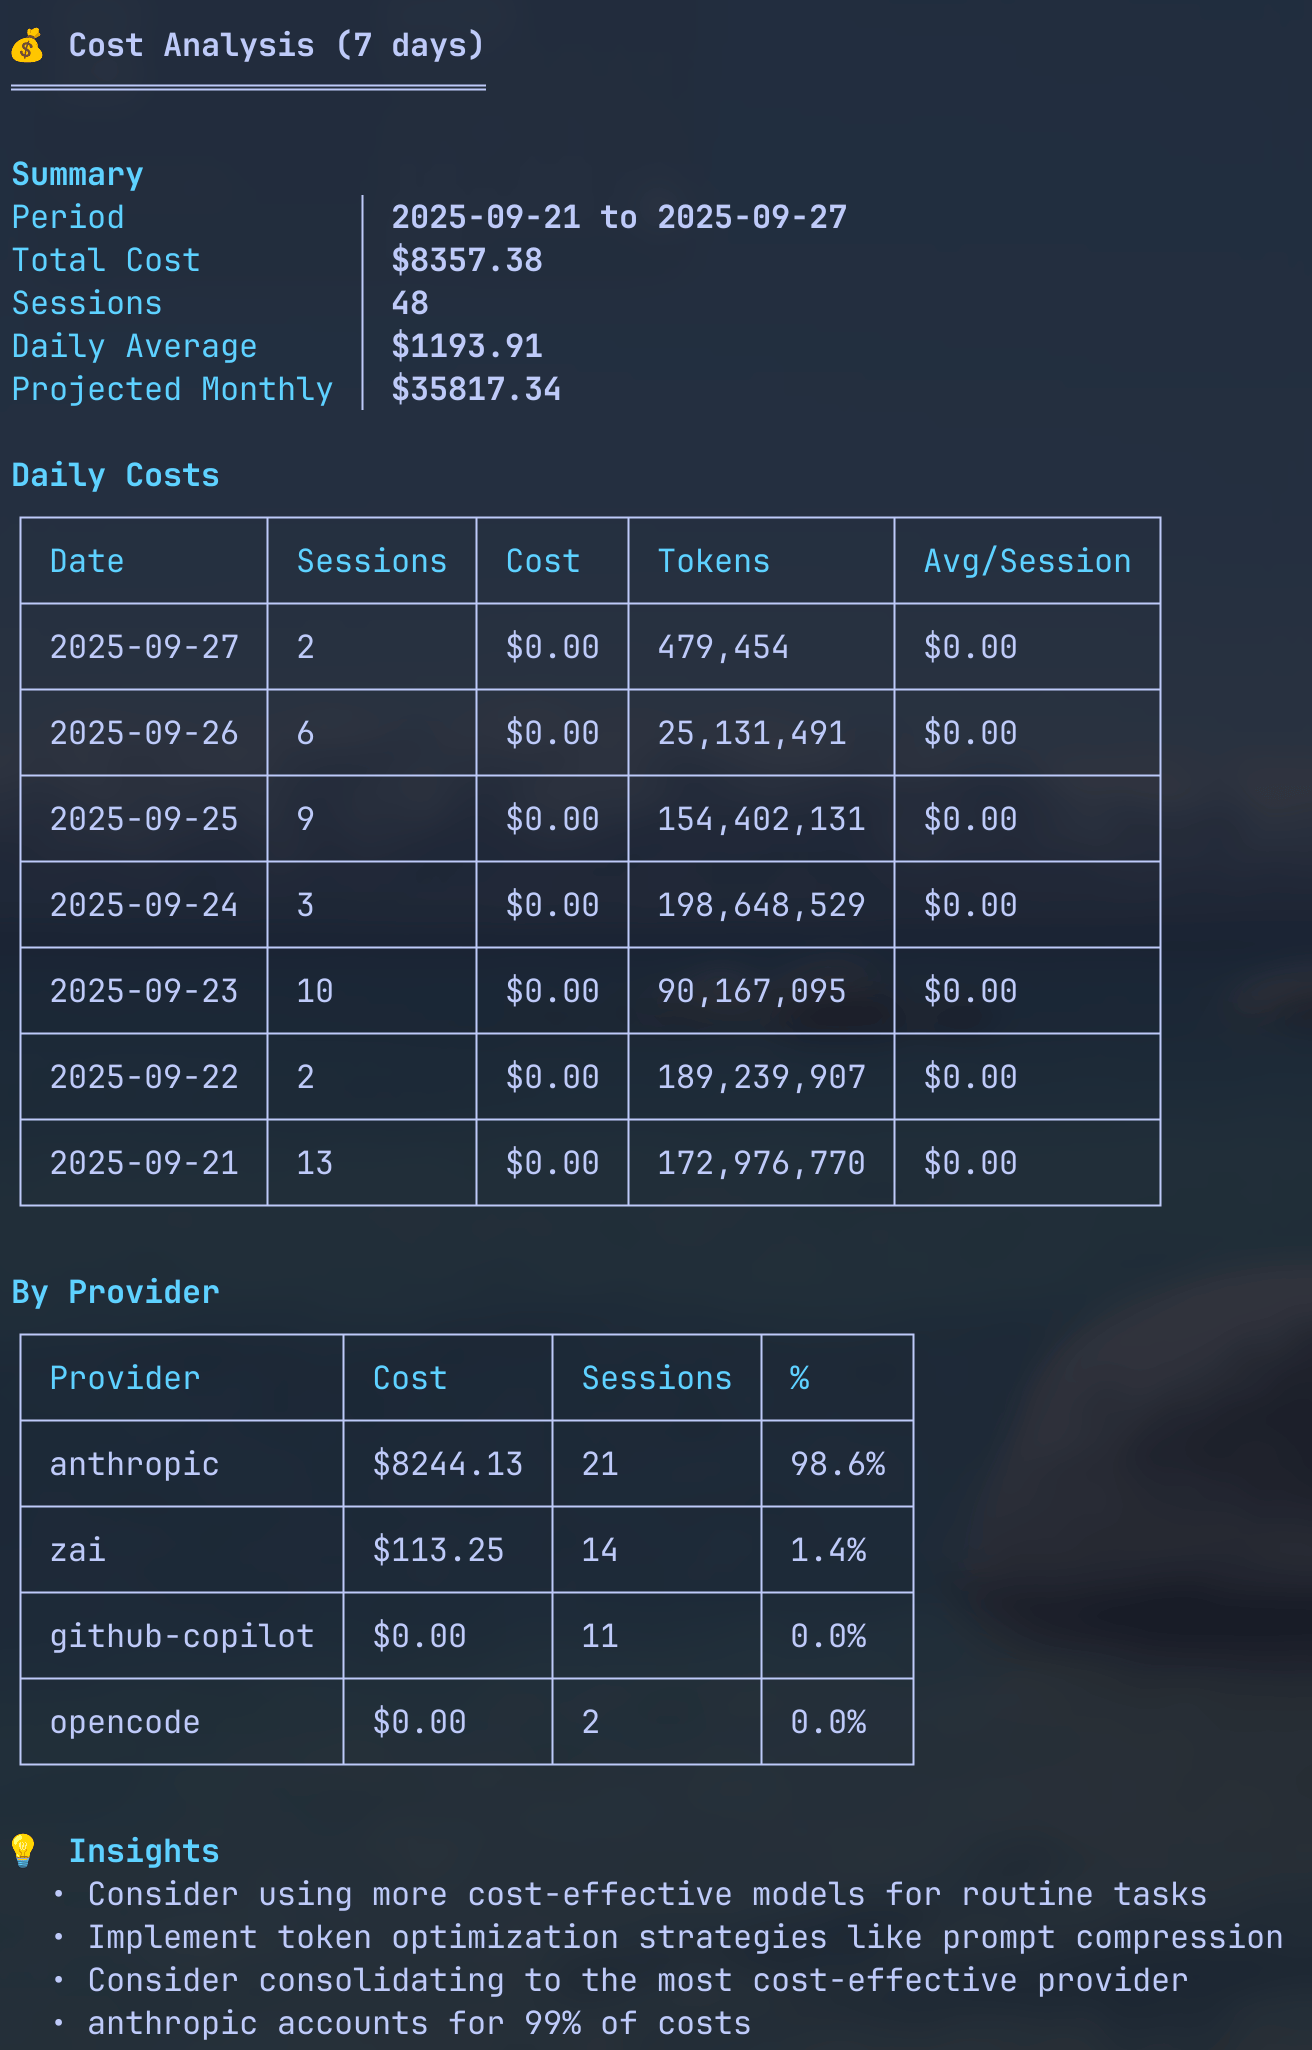 💰 Cost Analysis (7 days)
Summary
Period 2025-09-21 to 2025-09-27
Total Cost $8357.38
Sessions 48
Daily Average $1193.91
Projected Monthly $35817.34
Daily Costs
Date Sessions Cost Tokens Avg/Session
2025-09-27 2 $0.00 479,454 $0.00
2025-09-26 6 $0.00 25,131,491 $0.00
2025-09-25 9 $0.00 154,402,131 $0.00
2025-09-24 3 $0.00 198,648,529 $0.00
2025-09-23 10 $0.00 90,167,095 $0.00
2025-09-22 2 $0.00 189,239,907 $0.00
2025-09-21 13 $0.00 172,976,770 $0.00
By Provider
Provider Cost Sessions %
anthropic $8244.13 21 98.6%
zai $113.25 14 1.4%
github-copilot $0.00 11 0.0%
opencode $0.00 2 0.0%
💡 Insights
• Consider using more cost-effective models for routine tasks
• Implement token optimization strategies like prompt compression
• Consider consolidating to the most cost-effective provider
• anthropic accounts for 99% of costs